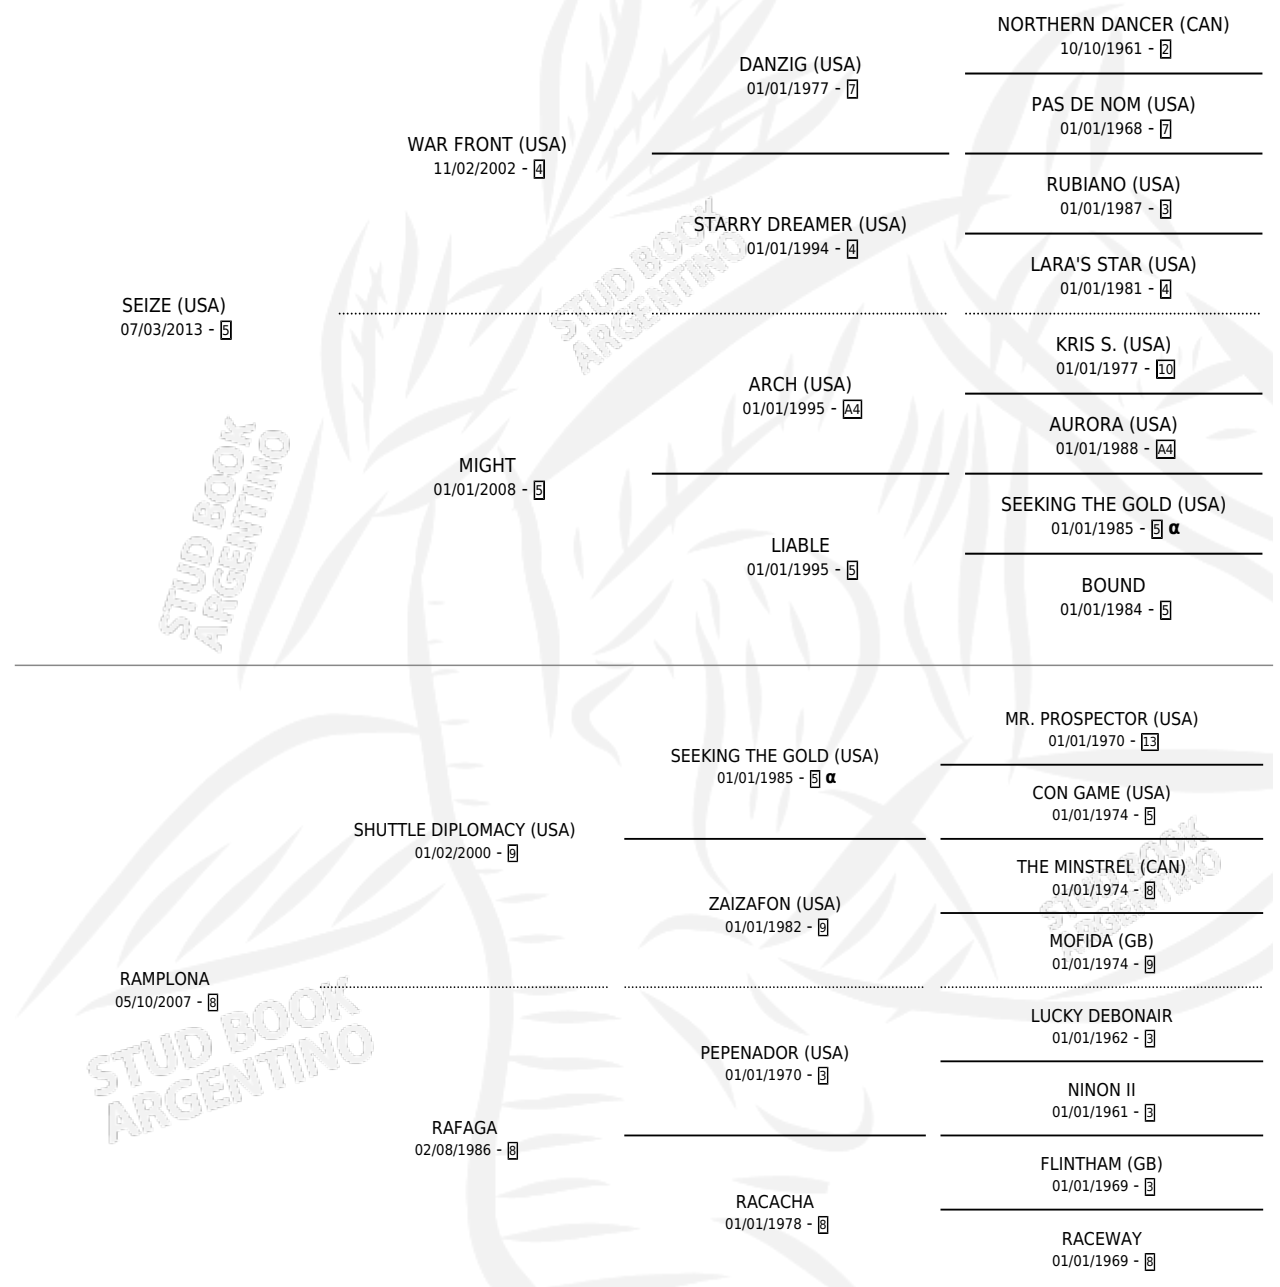 NORTHERN DANCER (CAN)
10/10/1961 - 2
DANZIG (USA)
01/01/1977 - 7
PAS DE NOM (USA)
01/01/1968 - 7
WAR FRONT (USA)
11/02/2002 - 4
RUBIANO (USA)
01/01/1987 - 3
STARRY DREAMER (USA)
01/01/1994 - 4
LARA'S STAR (USA)
01/01/1981 - 4
SEIZE (USA)
07/03/2013 - 5
KRIS S. (USA)
01/01/1977 - 10
ARCH (USA)
01/01/1995 - A4
AURORA (USA)
01/01/1988 - A4
MIGHT
01/01/2008 - 5
SEEKING THE GOLD (USA)
01/01/1985 - 5 α
LIABLE
01/01/1995 - 5
BOUND
01/01/1984 - 5
MR. PROSPECTOR (USA)
01/01/1970 - 13
SEEKING THE GOLD (USA)
01/01/1985 - 5 α
CON GAME (USA)
01/01/1974 - 5
SHUTTLE DIPLOMACY (USA)
01/02/2000 - 9
THE MINSTREL (CAN)
01/01/1974 - 8
ZAIZAFON (USA)
01/01/1982 - 9
MOFIDA (GB)
01/01/1974 - 9
RAMPLONA
05/10/2007 - 8
LUCKY DEBONAIR
01/01/1962 - 3
PEPENADOR (USA)
01/01/1970 - 3
NINON II
01/01/1961 - 3
RAFAGA
02/08/1986 - 8
FLINTHAM (GB)
01/01/1969 - 3
RACACHA
01/01/1978 - 8
RACEWAY
01/01/1969 - 8
STUD BOOK
ARGENTINO
STUD BOOK
ARGENTINO
STUD BOOK
ARGENTINO
STUD BOOK
ARGENTINO